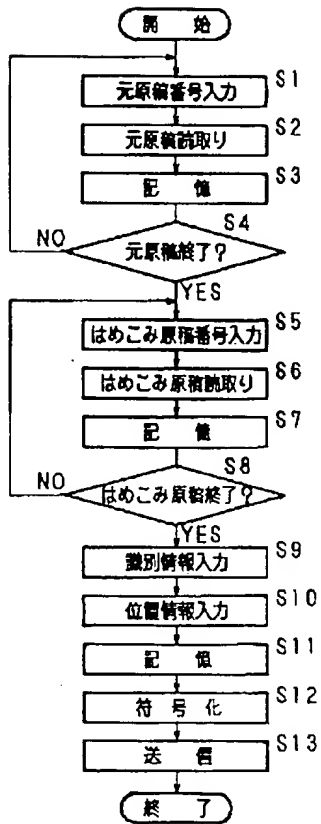 開 始
S1
元原稿番号入力
S2
元原稿読取り
S3
記 憶
S4
NO
元原稿終了?
YES
S5
はめこみ原稿番号入力
S6
はめこみ原稿読取り
S7
記 憶
S8
NO
はめこみ原稿終了?
YES
S9
識別情報入力
S10
位置情報入力
S11
記 憶
S12
符 号 化
S13
送 信
終 了